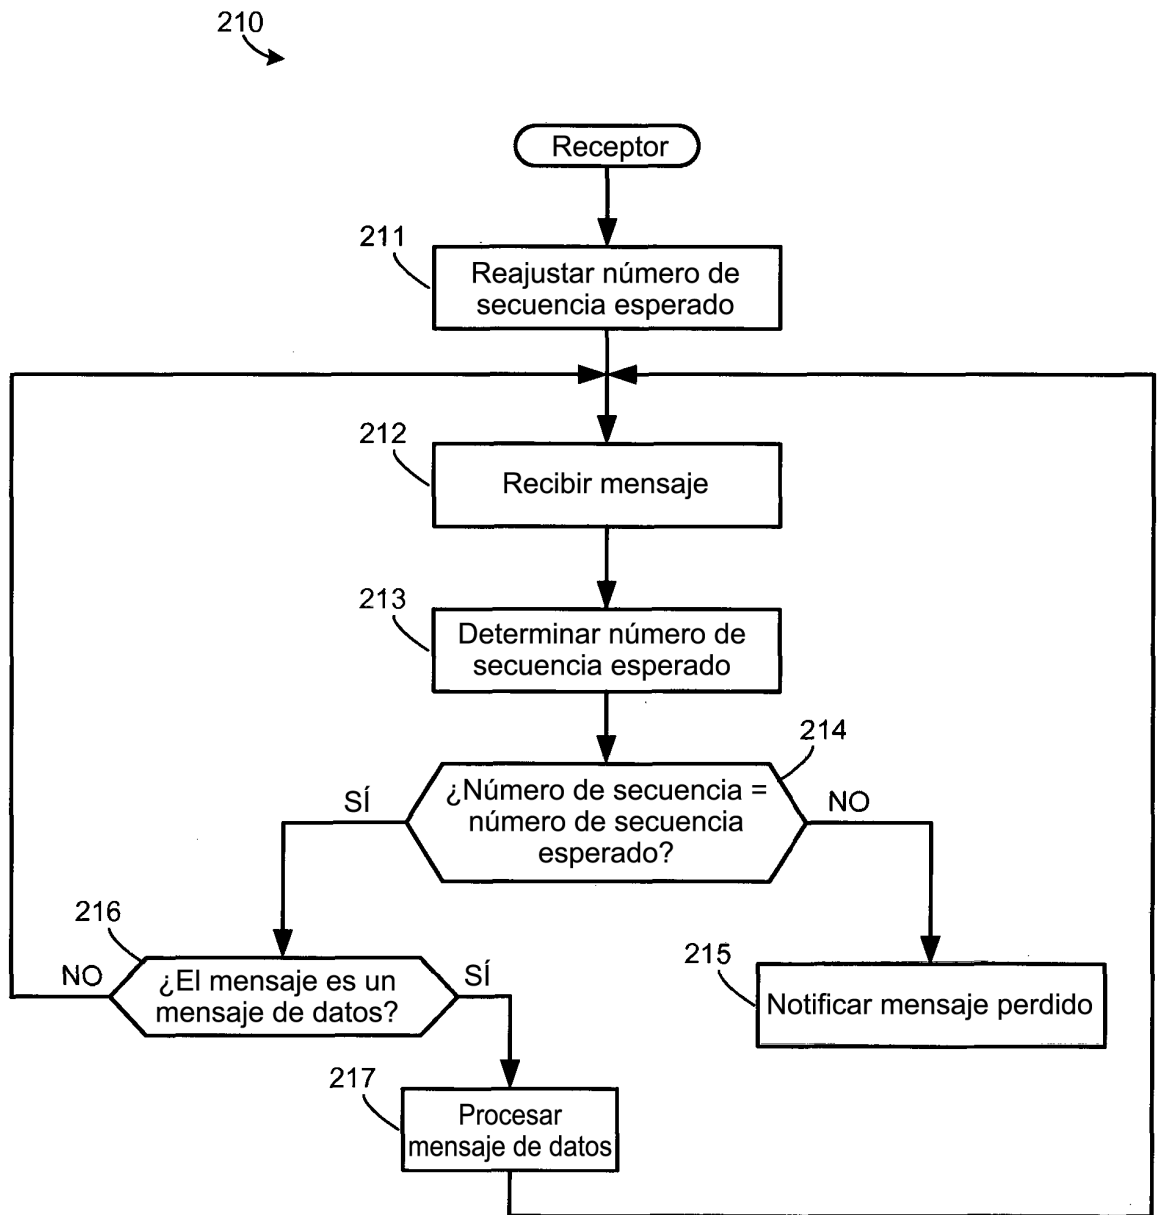 210
Receptor
211
Reajustar número de
secuencia esperado
212
Recibir mensaje
213
Determinar número de
secuencia esperado
214
¿Número de secuencia =
número de secuencia
esperado?
SÍ
NO
216
¿El mensaje es un
mensaje de datos?
NO
SÍ
215
Notificar mensaje perdido
217
Procesar
mensaje de datos